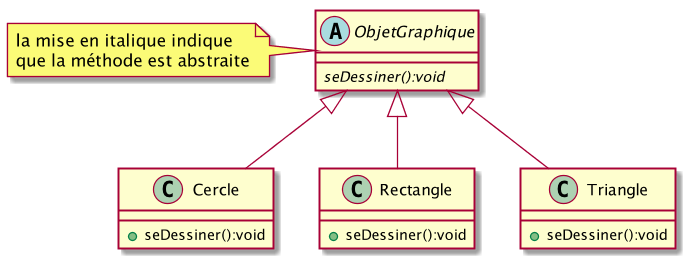 la mise en italique indique
que la méthode est abstraite
A ObjetGraphique
seDessiner():void
C Cercle
seDessiner():void
C Rectangle
seDessiner():void
C Triangle
seDessiner():void